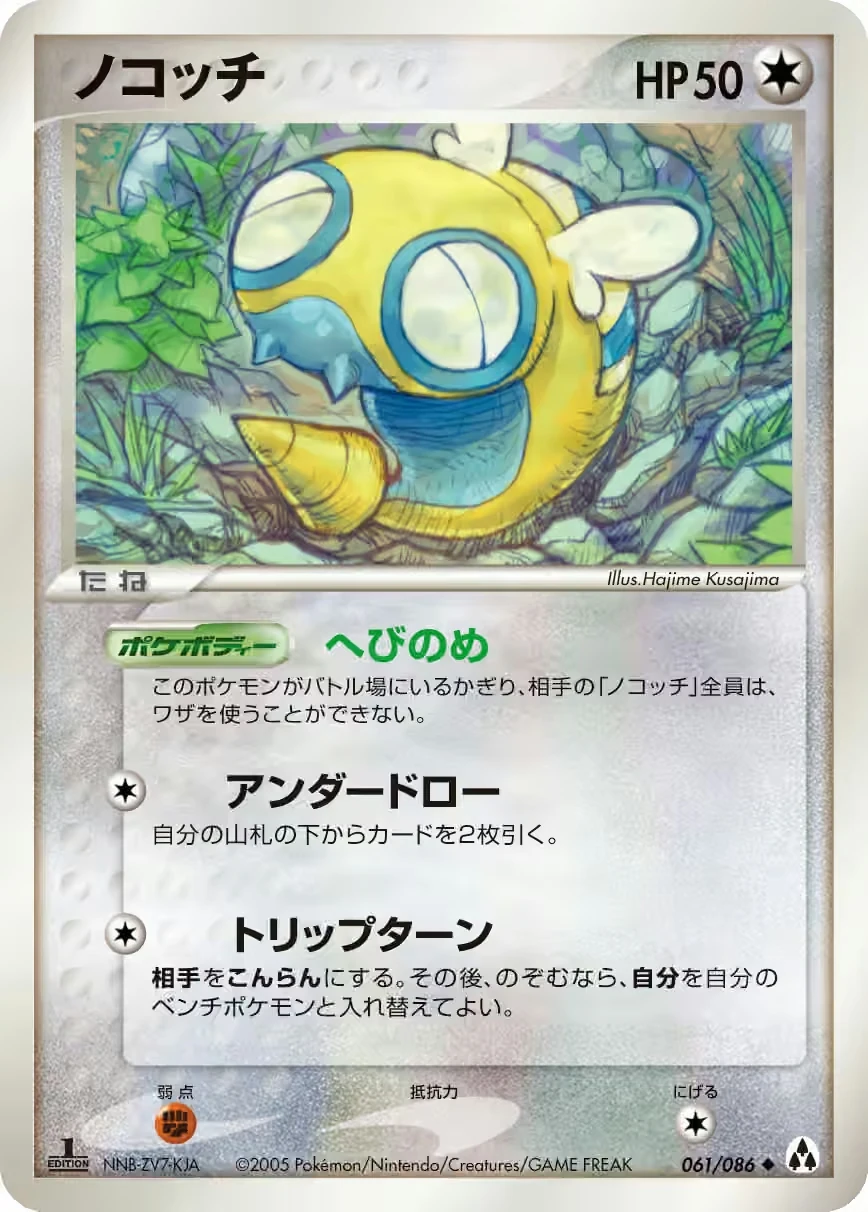 ノコッチ HP50
たね Illus.Hajime Kusajima
ポケボディー へびのめ
このポケモンがバトル場にいるかぎり、相手の「ノコッチ」全員は、
ワザを使うことができない。
アンダードロー
自分の山札の下からカードを2枚引く。
トリップターン
相手をこんらんにする。その後、のぞむなら、自分を自分の
ベンチポケモンと入れ替えてよい。
弱点 抵抗力 にげる
1 EDITION NNB-ZV7-KJA ©2005 Pokémon/Nintendo/Creatures/GAME FREAK 061/086